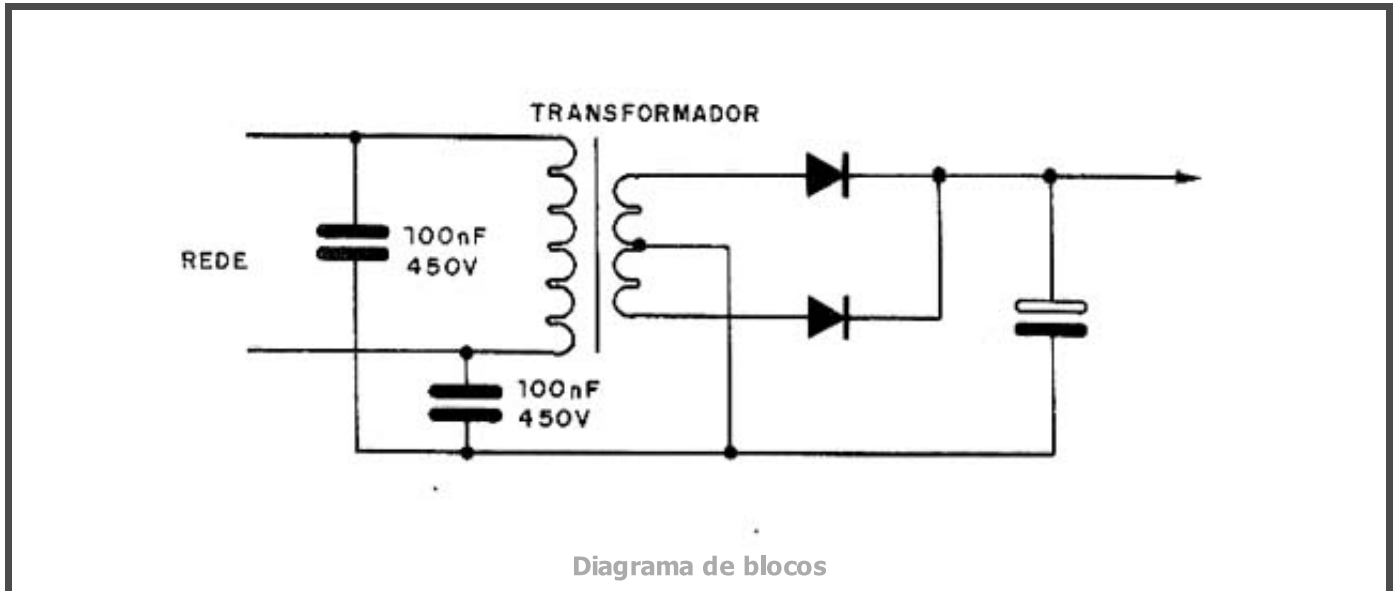 TRANSFORMADOR
100nF
450V
REDE
100nF
450V
Diagrama de blocos